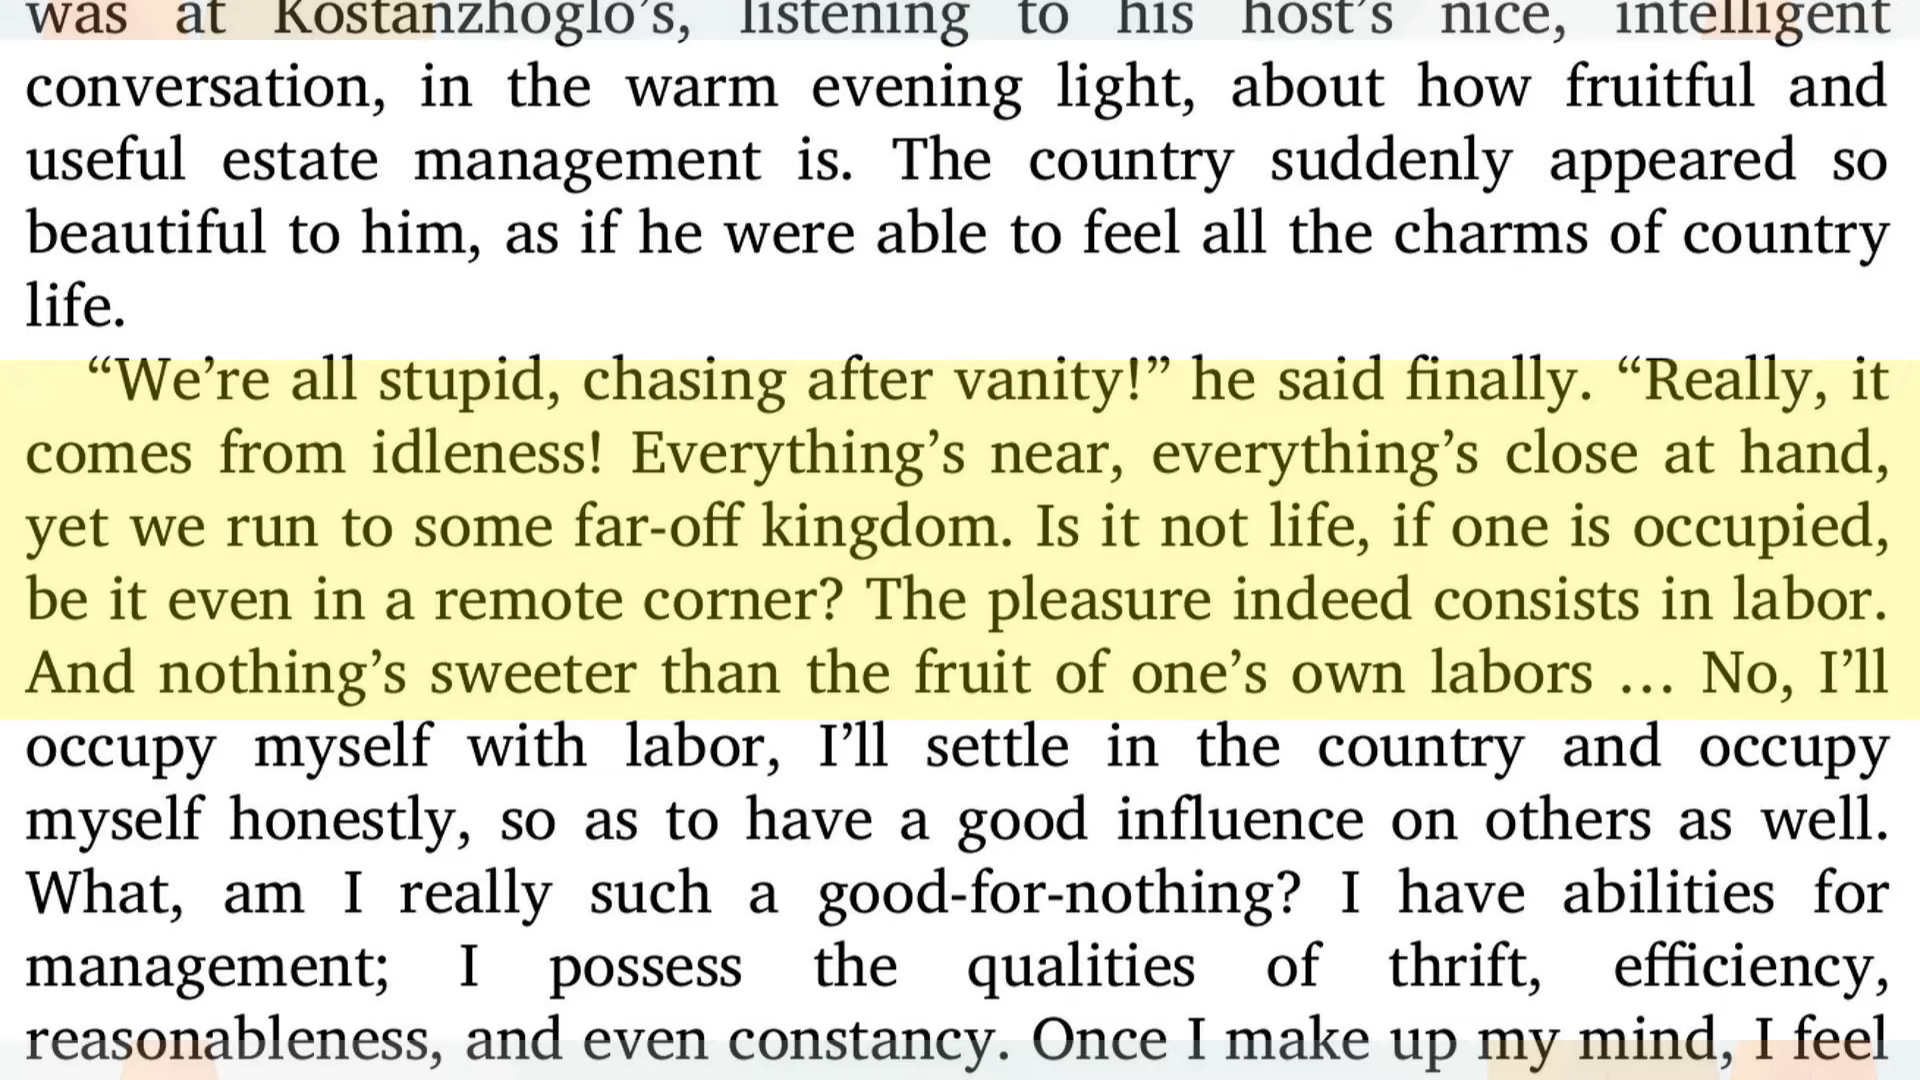 was at Kostanzhoglo’s, listening to his host’s nice, intelligent
conversation, in the warm evening light, about how fruitful and
useful estate management is. The country suddenly appeared so
beautiful to him, as if he were able to feel all the charms of country
life.
“We’re all stupid, chasing after vanity!” he said finally. “Really, it
comes from idleness! Everything’s near, everything’s close at hand,
yet we run to some far-off kingdom. Is it not life, if one is occupied,
be it even in a remote corner? The pleasure indeed consists in labor.
And nothing’s sweeter than the fruit of one’s own labors … No, I’ll
occupy myself with labor, I’ll settle in the country and occupy
myself honestly, so as to have a good influence on others as well.
What, am I really such a good-for-nothing? I have abilities for
management; I possess the qualities of thrift, efficiency,
reasonableness, and even constancy. Once I make up my mind, I feel